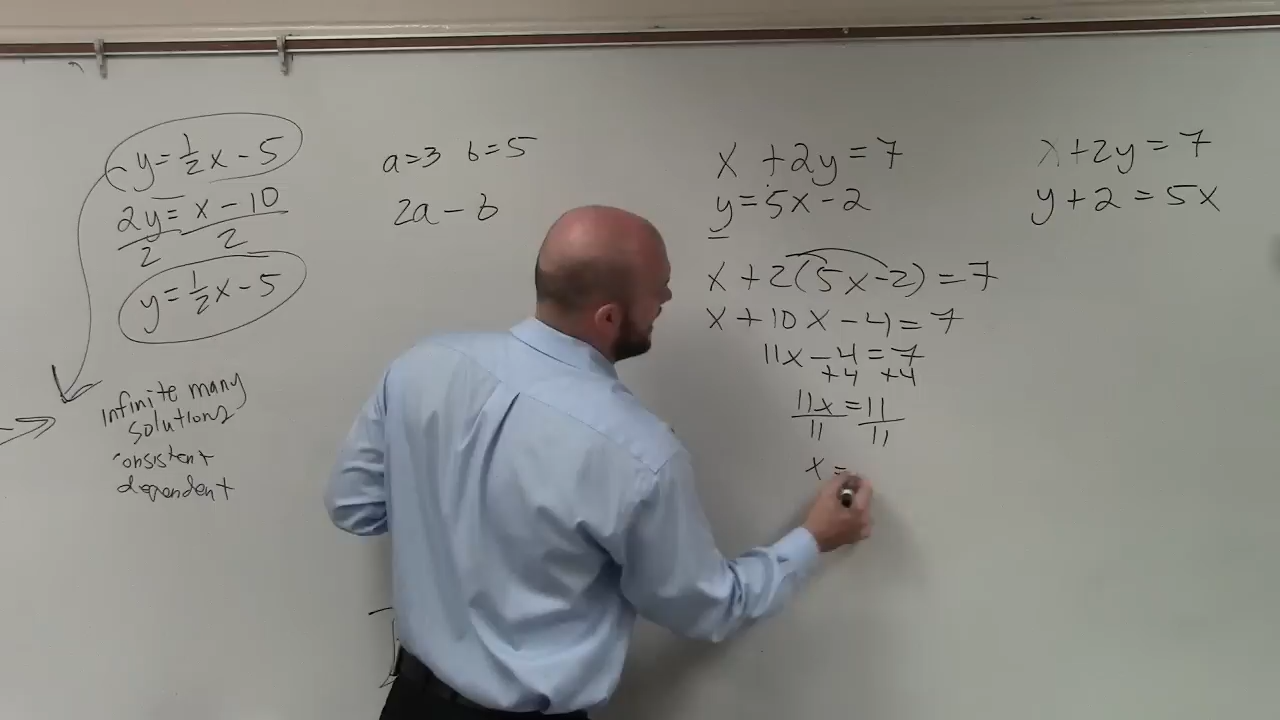 y=½x-5
2y=x-10
2 2
y=½x-5
infinite many
solutions
consistent
dependent
a=3 b=5
2a-b
x+2y=7
y=5x-2
x+2(5x-2)=7
x+10x-4=7
11x-4=7
+4 +4
11x=11
11 11
x=
x+2y=7
y+2=5x